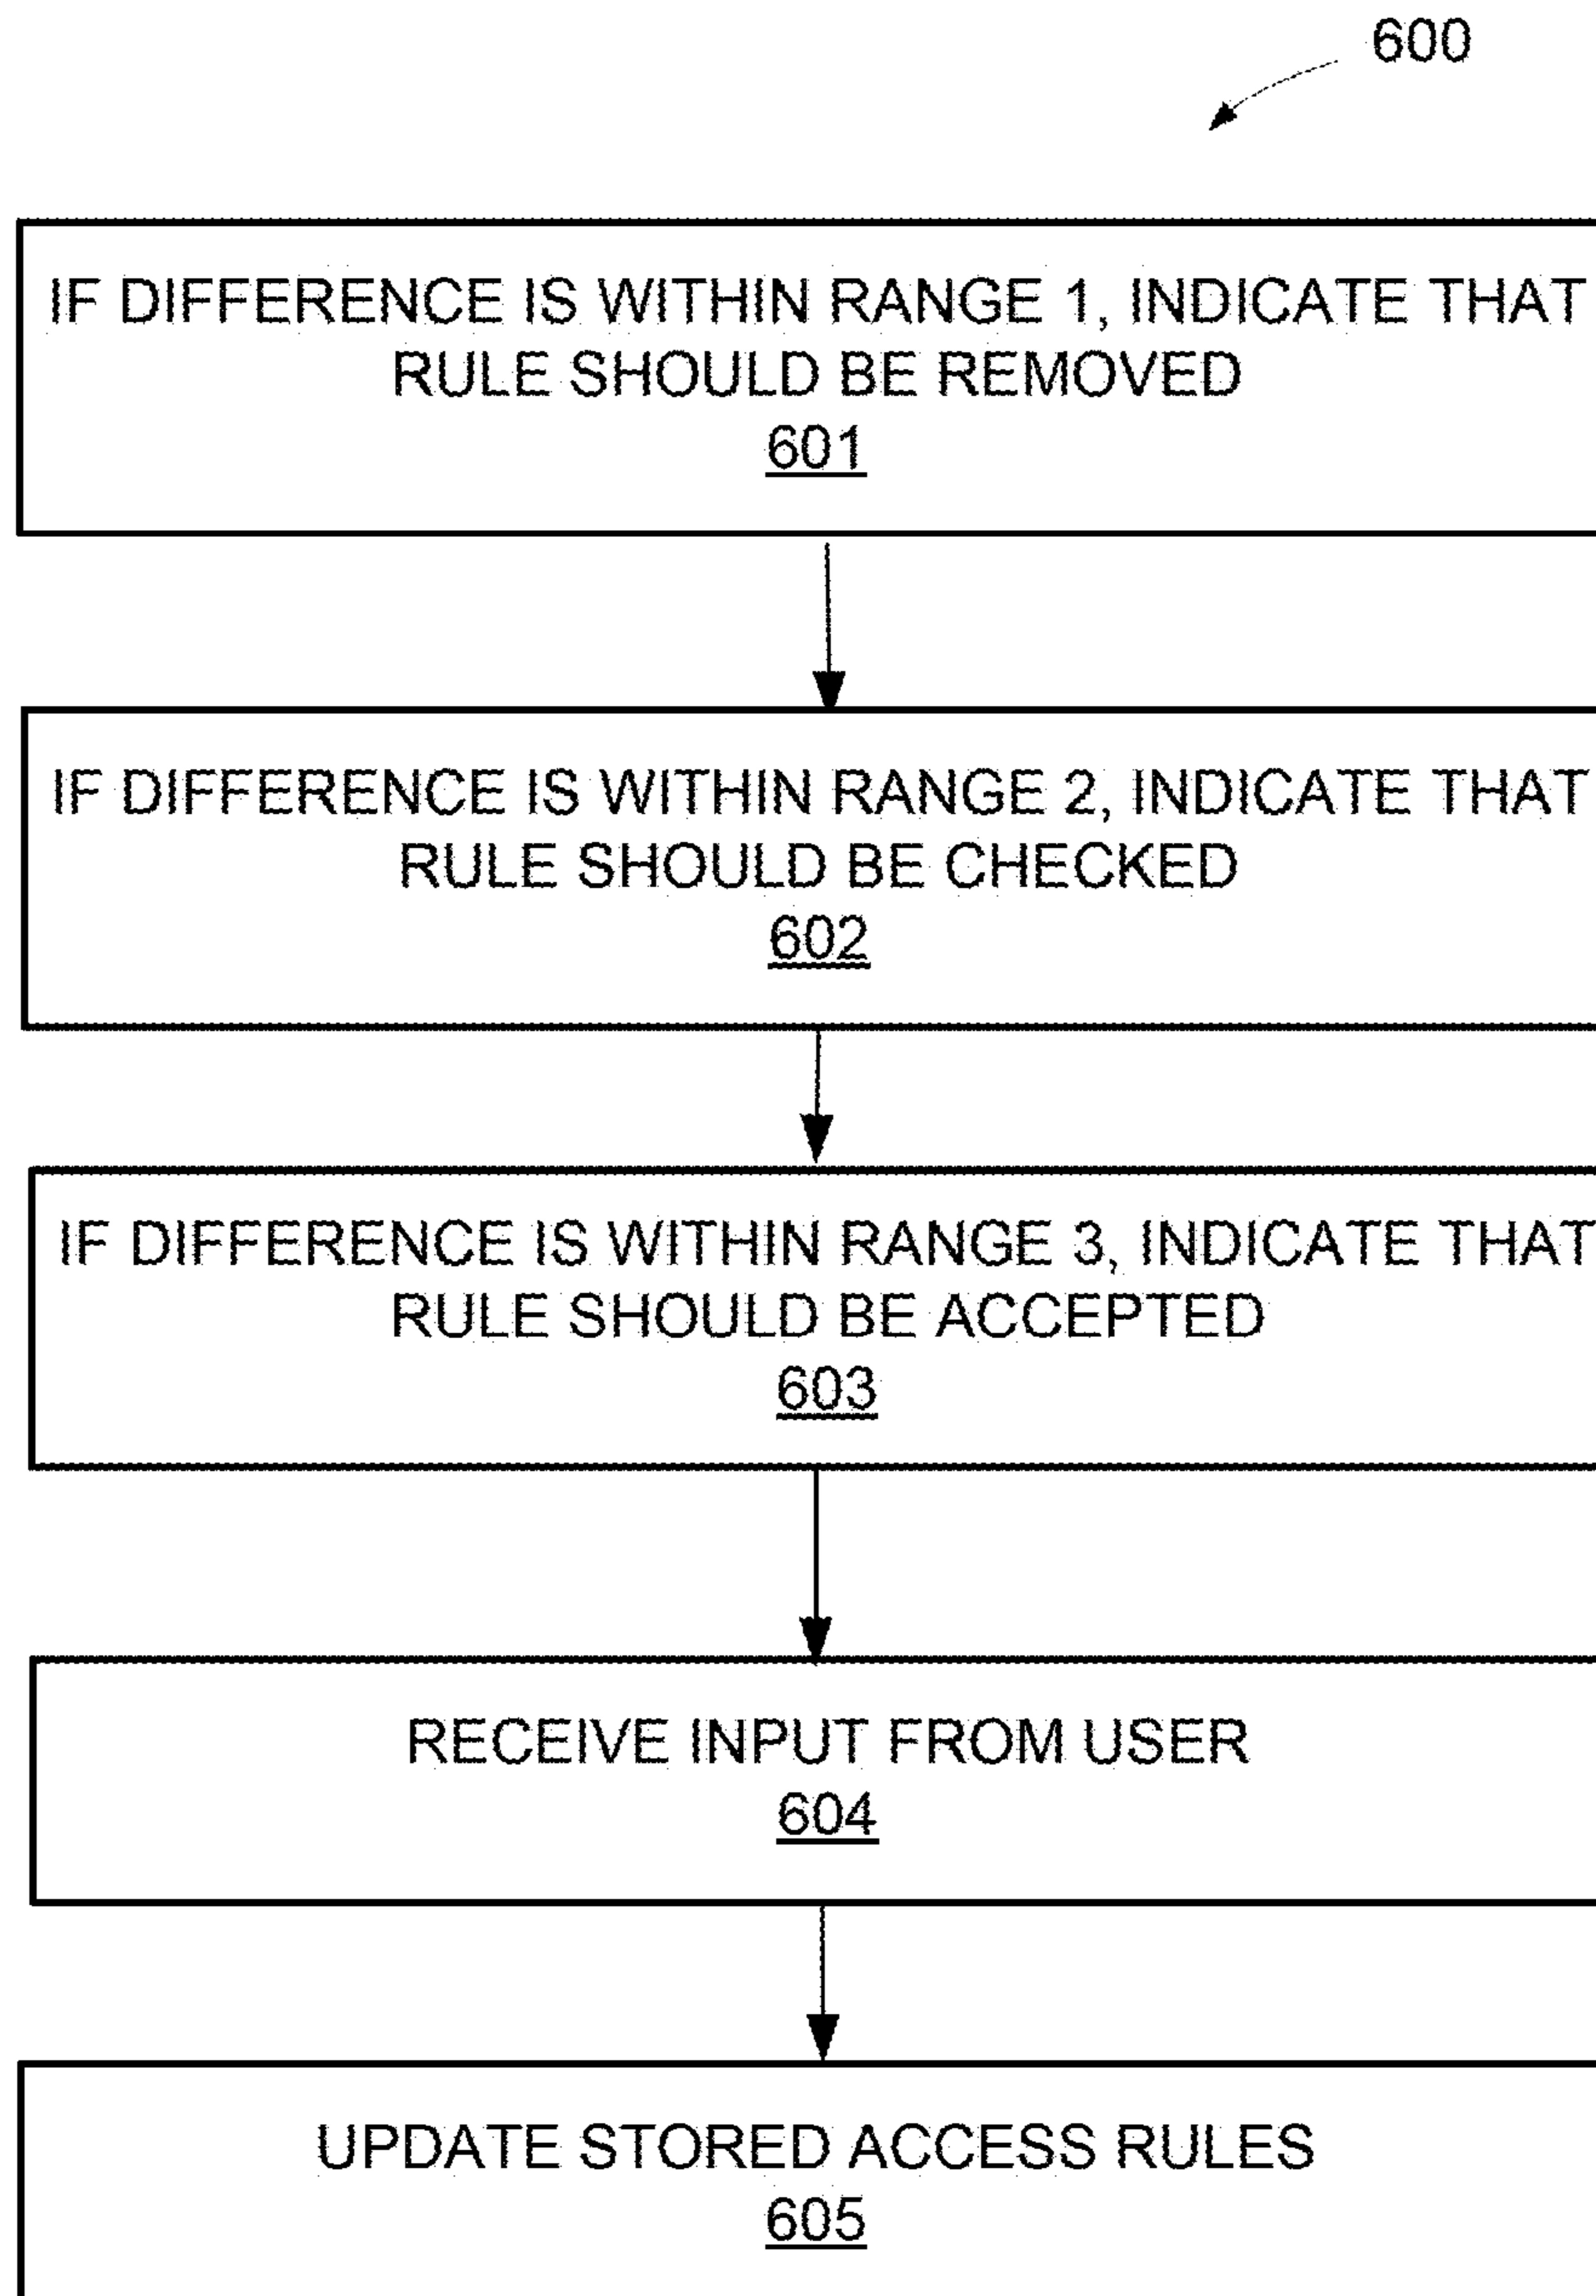 600
IF DIFFERENCE IS WITHIN RANGE 1, INDICATE THAT
RULE SHOULD BE REMOVED
601
IF DIFFERENCE IS WITHIN RANGE 2, INDICATE THAT
RULE SHOULD BE CHECKED
602
IF DIFFERENCE IS WITHIN RANGE 3, INDICATE THAT
RULE SHOULD BE ACCEPTED
603
RECEIVE INPUT FROM USER
604
UPDATE STORED ACCESS RULES
605